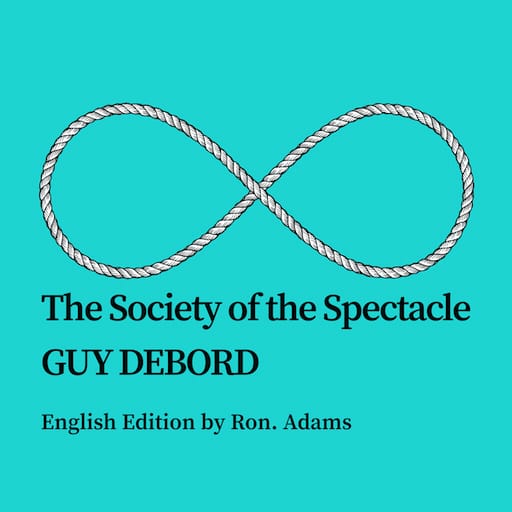 The Society of the Spectacle
GUY DEBORD
English Edition by Ron. Adams